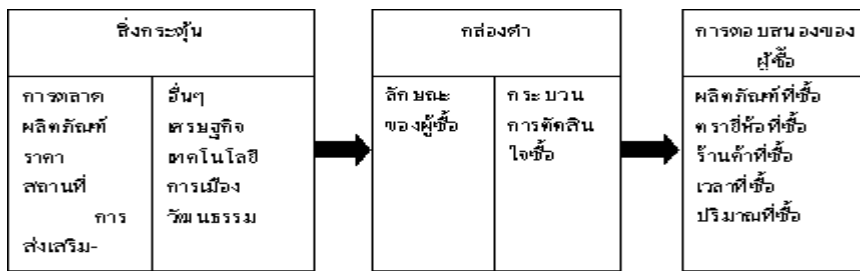 สิ่งกระตุ้น
การตลาด
ผลิตภัณฑ์
ราคา
สถานที่
การ
ส่งเสริม-
อื่นๆ
เศรษฐกิจ
เทคโนโลยี
การเมือง
วัฒนธรรม
กล่องดำ
ลักษณะ
ของผู้ซื้อ
กระบวน
การตัดสิน
ใจซื้อ
การตอบสนองของ
ผู้ซื้อ
ผลิตภัณฑ์ที่ซื้อ
ตรายี่ห้อที่ซื้อ
ร้านค้าที่ซื้อ
เวลาที่ซื้อ
ปริมาณที่ซื้อ